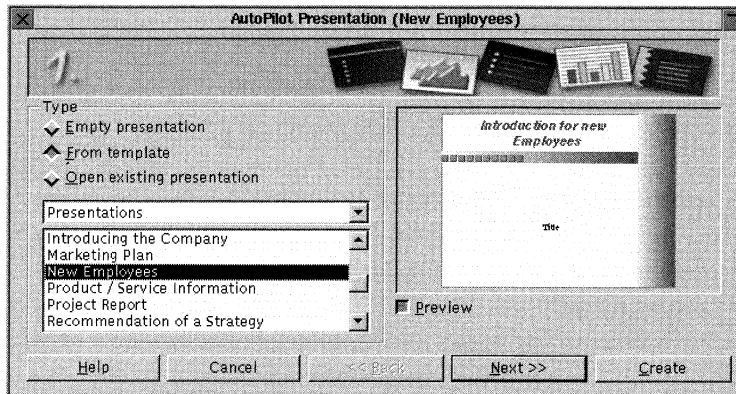 AutoPilot Presentation (New Employees)
1.
Type
Empty presentation
From template
Open existing presentation
Presentations
Introducing the Company
Marketing Plan
New Employees
Product / Service Information
Project Report
Recommendation of a Strategy
Introduction for new
Employees
Title
Preview
Help
Cancel
<< Back
Next >>
Create